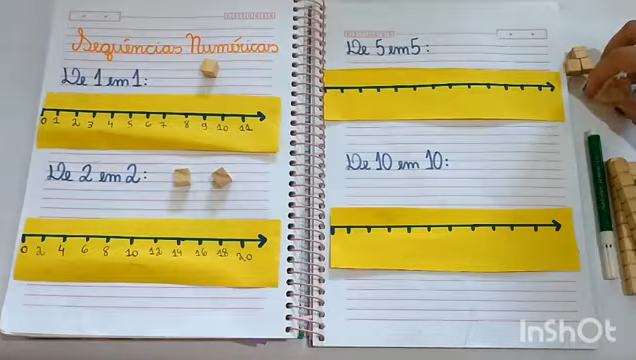 Sequências Numéricas
De 1 em 1:
0 1 2 3 4 5 6 7 8 9 10 11
De 2 em 2:
0 2 4 6 8 10 12 14 16 18 20
De 5 em 5:
De 10 em 10:
InShOt